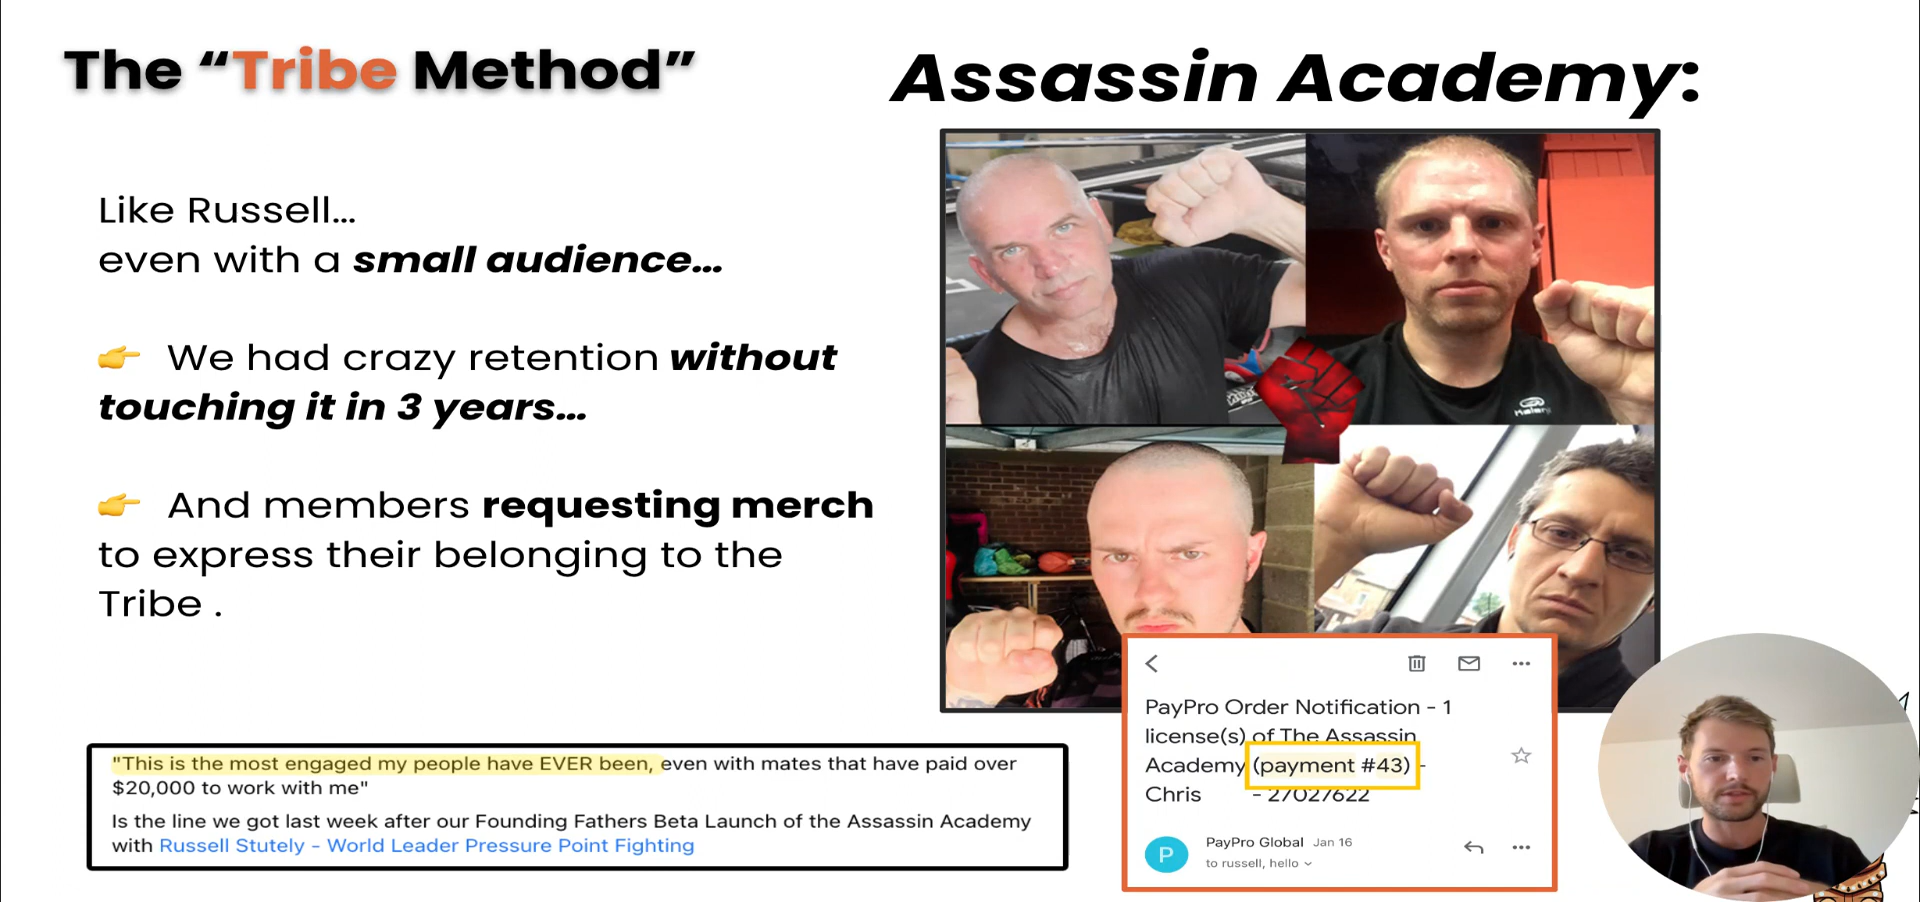 The “Tribe Method”
Assassin Academy:
Like Russell...
even with a small audience...
👉 We had crazy retention without
touching it in 3 years...
👉 And members requesting merch
to express their belonging to the
Tribe .
"This is the most engaged my people have EVER been, even with mates that have paid over
$20,000 to work with me"
Is the line we got last week after our Founding Fathers Beta Launch of the Assassin Academy
with Russell Stutely - World Leader Pressure Point Fighting
PayPro Order Notification - 1
license(s) of The Assassin
Academy (payment #43) -
Chris - 27027622
P
PayPro Global Jan 16
to russell, hello